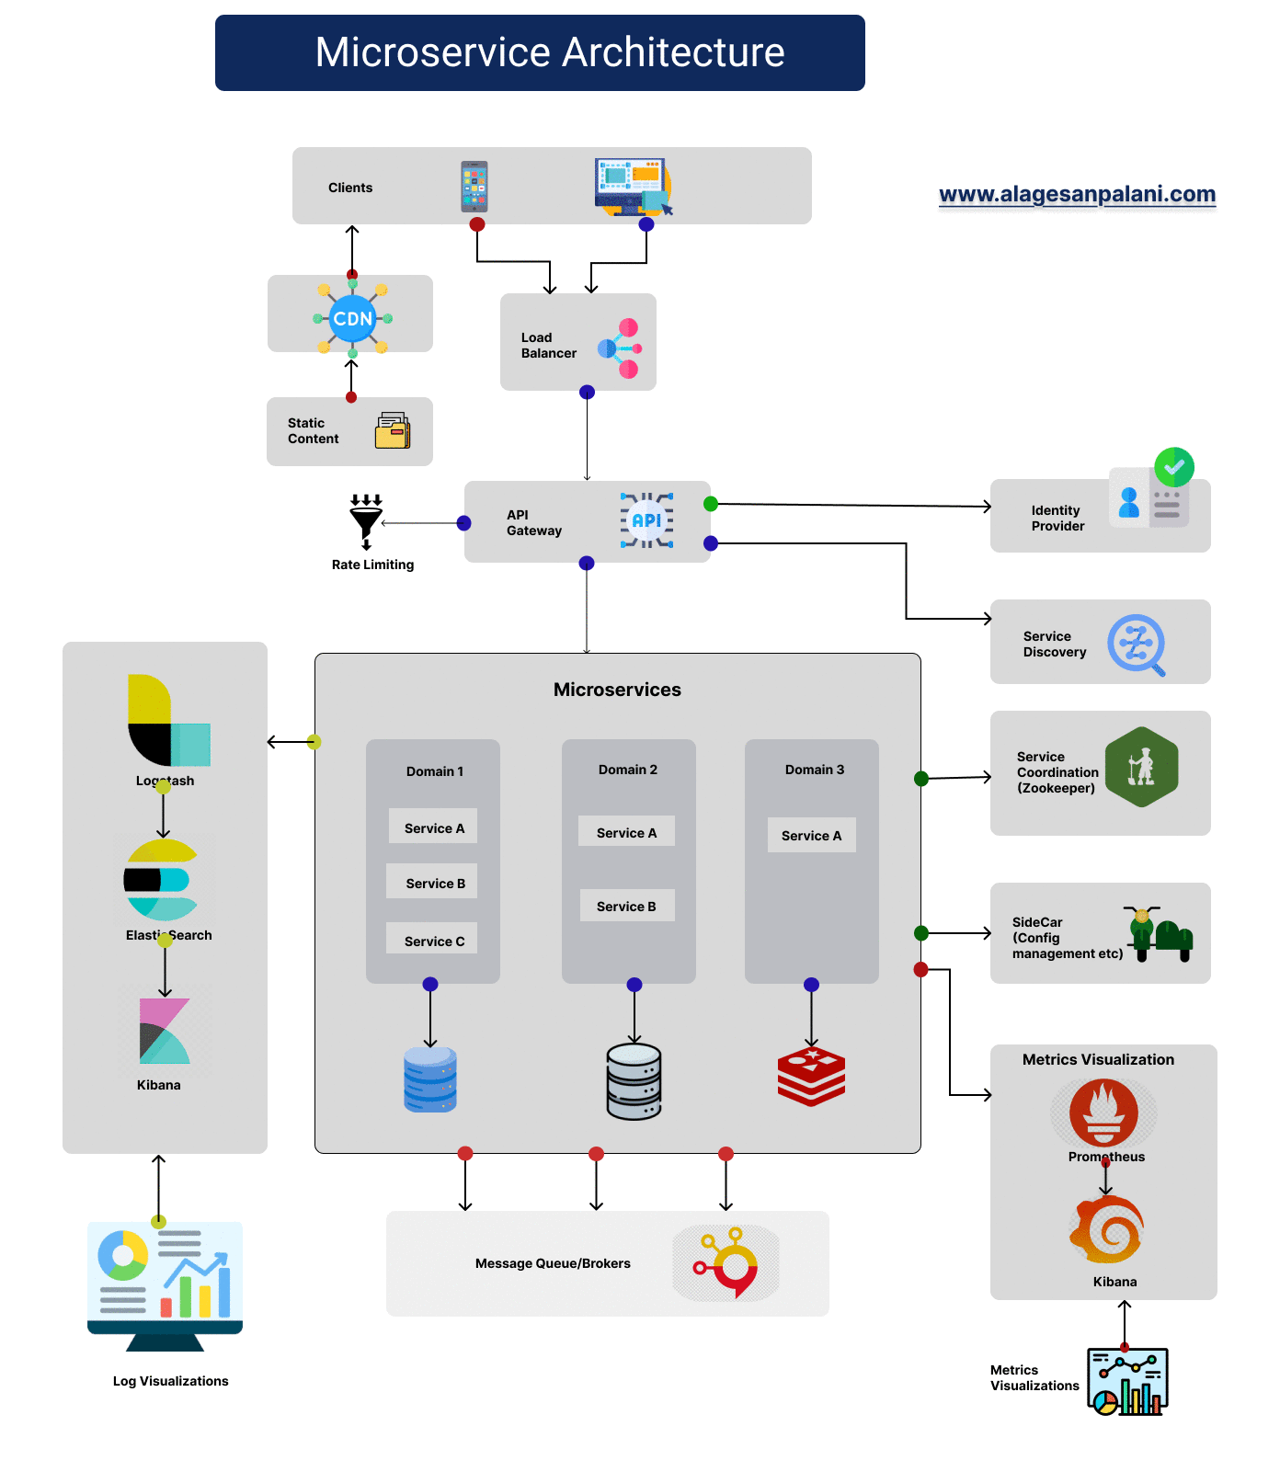 Microservice Architecture
www.alagesanpalani.com
Clients
CDN
Load
Balancer
Static
Content
API
Gateway
API
Rate Limiting
Identity
Provider
Service
Discovery
Service
Coordination
(Zookeeper)
SideCar
(Config
management etc)
Microservices
Domain 1
Service A
Service B
Service C
Domain 2
Service A
Service B
Domain 3
Service A
Logstash
ElasticSearch
Kibana
Log Visualizations
Message Queue/Brokers
Metrics Visualization
Prometheus
Kibana
Metrics
Visualizations